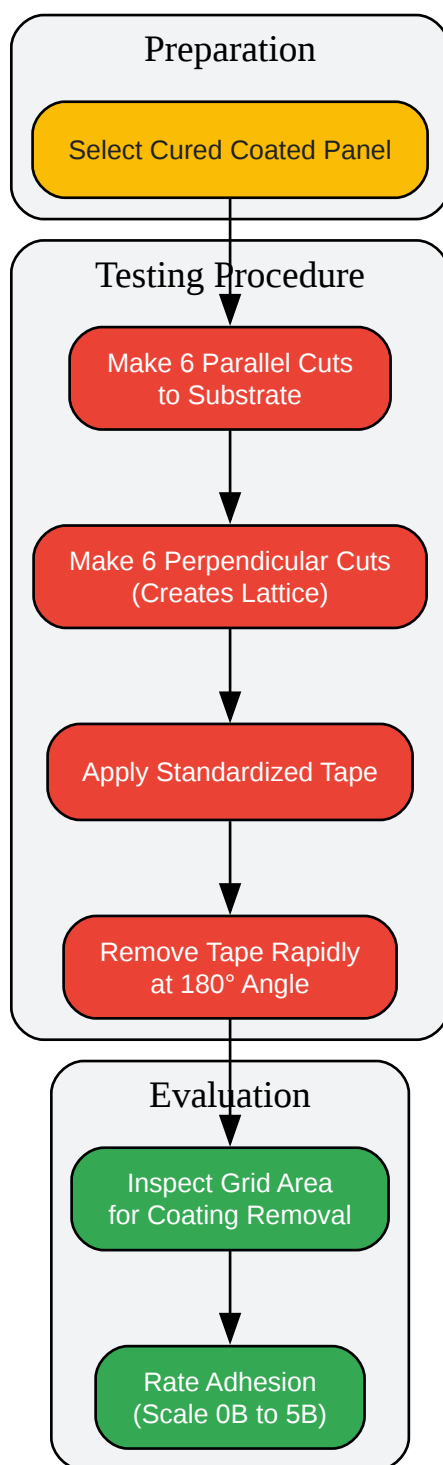 Preparation
Select Cured Coated Panel
Testing Procedure
Make 6 Parallel Cuts
to Substrate
Make 6 Perpendicular Cuts
(Creates Lattice)
Apply Standardized Tape
Remove Tape Rapidly
at 180° Angle
Evaluation
Inspect Grid Area
for Coating Removal
Rate Adhesion
(Scale 0B to 5B)